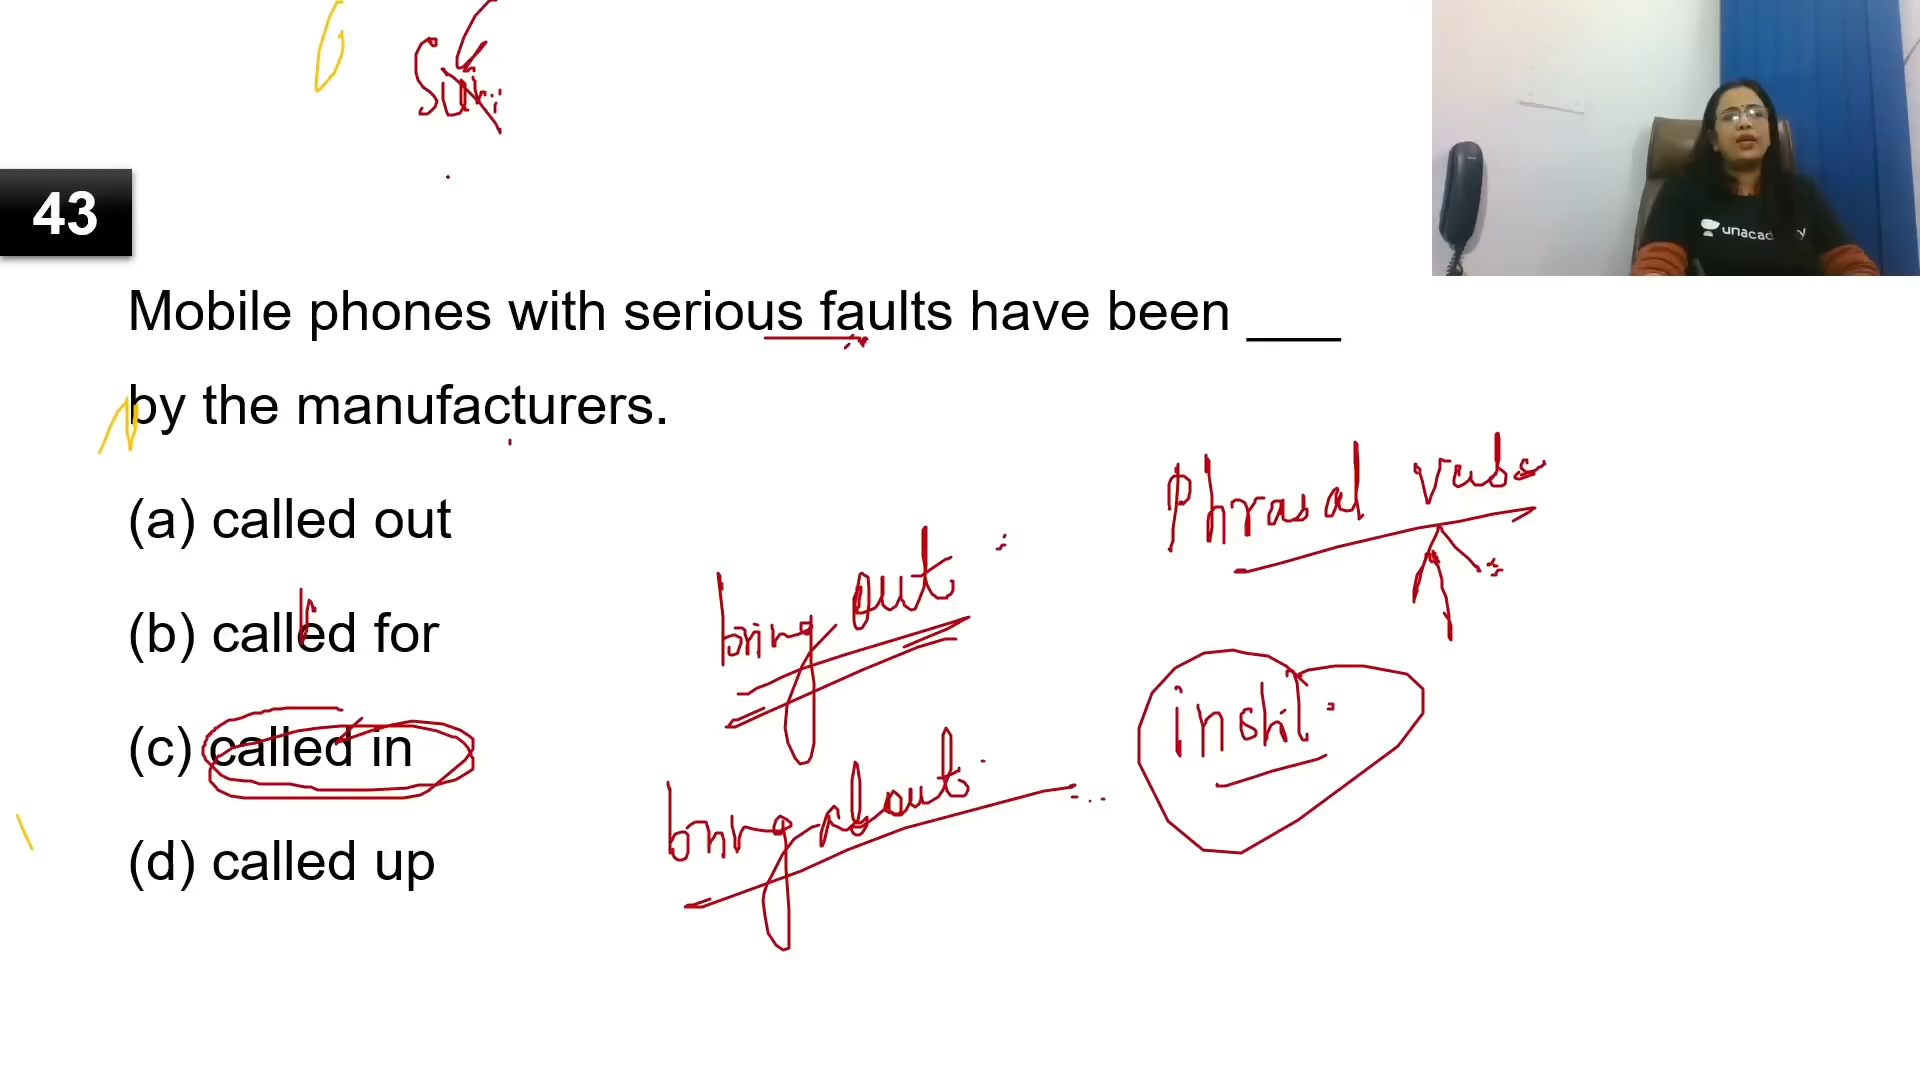 43
unacademy
Mobile phones with serious faults have been ____
by the manufacturers.
(a) called out
(b) called for
(c) called in
(d) called up
Phrasal verbs
bring out
bring about